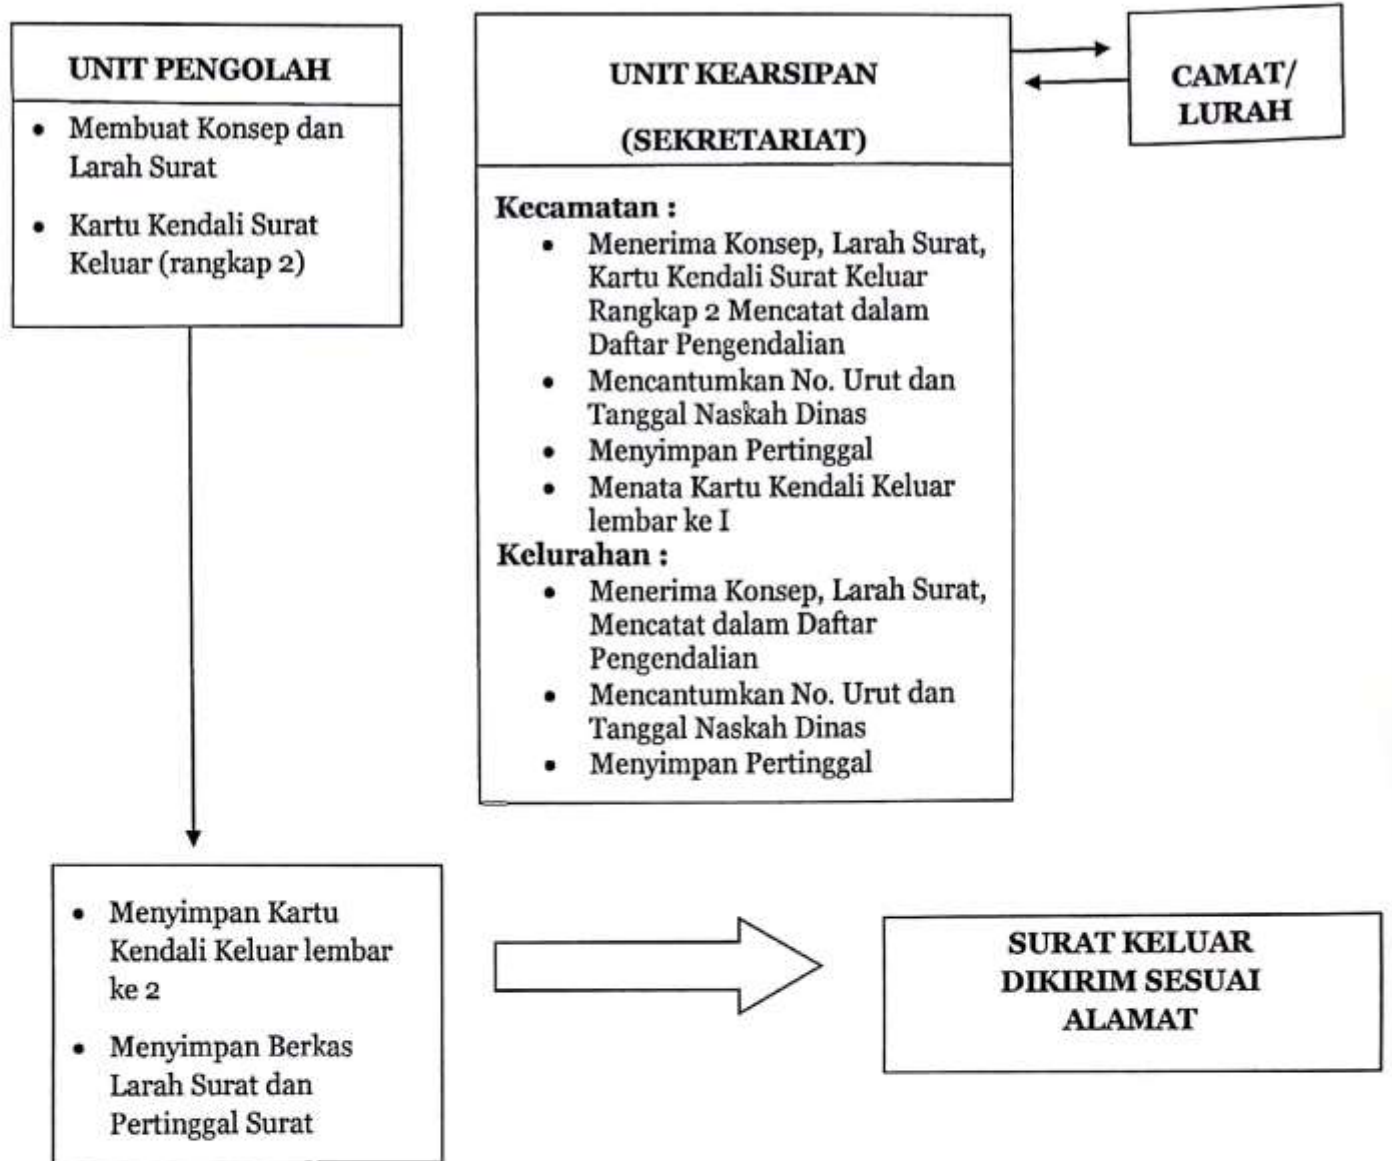 UNIT PENGOLAH
• Membuat Konsep dan
Larah Surat
• Kartu Kendali Surat
Keluar (rangkap 2)
UNIT KEARSIPAN
(SEKRETARIAT)
Kecamatan :
• Menerima Konsep, Larah Surat,
Kartu Kendali Surat Keluar
Rangkap 2 Mencatat dalam
Daftar Pengendalian
• Mencantumkan No. Urut dan
Tanggal Naskah Dinas
• Menyimpan Pertinggal
• Menata Kartu Kendali Keluar
lembar ke I
Kelurahan :
• Menerima Konsep, Larah Surat,
Mencatat dalam Daftar
Pengendalian
• Mencantumkan No. Urut dan
Tanggal Naskah Dinas
• Menyimpan Pertinggal
CAMAT/
LURAH
• Menyimpan Kartu
Kendali Keluar lembar
ke 2
• Menyimpan Berkas
Larah Surat dan
Pertinggal Surat
SURAT KELUAR
DIKIRIM SESUAI
ALAMAT